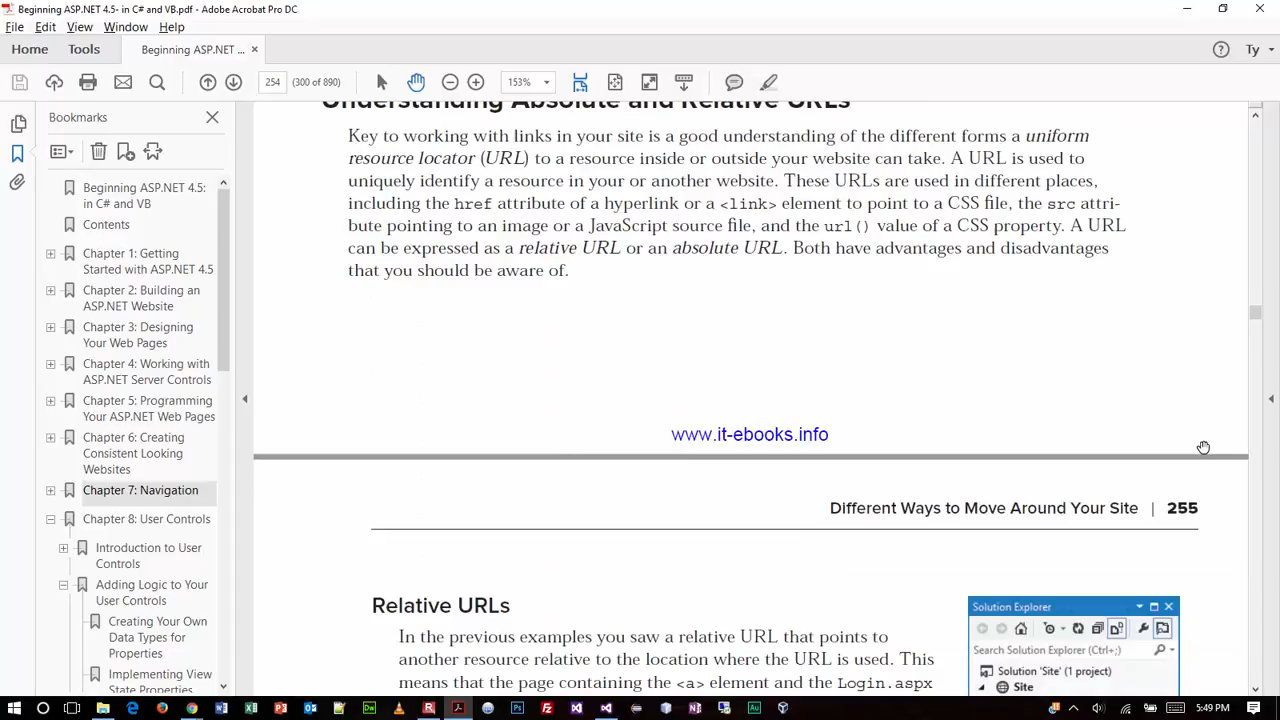 Beginning ASP.NET 4.5- in C# and VB.pdf - Adobe Acrobat Pro DC
File Edit View Window Help
Home Tools Beginning ASP.NET ... × Ty
254 (300 of 890) 153%
Bookmarks
Beginning ASP.NET 4.5:
in C# and VB
Contents
Chapter 1: Getting
Started with ASP.NET 4.5
Chapter 2: Building an
ASP.NET Website
Chapter 3: Designing
Your Web Pages
Chapter 4: Working with
ASP.NET Server Controls
Chapter 5: Programming
Your ASP.NET Web Pages
Chapter 6: Creating
Consistent Looking
Websites
Chapter 7: Navigation
Chapter 8: User Controls
Introduction to User
Controls
Adding Logic to Your
User Controls
Creating Your Own
Data Types for
Properties
Implementing View
State Properties
Understanding Absolute and Relative URLs
Key to working with links in your site is a good understanding of the different forms a uniform
resource locator (URL) to a resource inside or outside your website can take. A URL is used to
uniquely identify a resource in your or another website. These URLs are used in different places,
including the href attribute of a hyperlink or a <link> element to point to a CSS file, the src attri-
bute pointing to an image or a JavaScript source file, and the url() value of a CSS property. A URL
can be expressed as a relative URL or an absolute URL. Both have advantages and disadvantages
that you should be aware of.
www.it-ebooks.info
Different Ways to Move Around Your Site | 255
Relative URLs
In the previous examples you saw a relative URL that points to
another resource relative to the location where the URL is used. This
means that the page containing the <a> element and the Login.aspx
Solution Explorer
Search Solution Explorer (Ctrl+;)
Solution 'Site' (1 project)
Site
5:49 PM